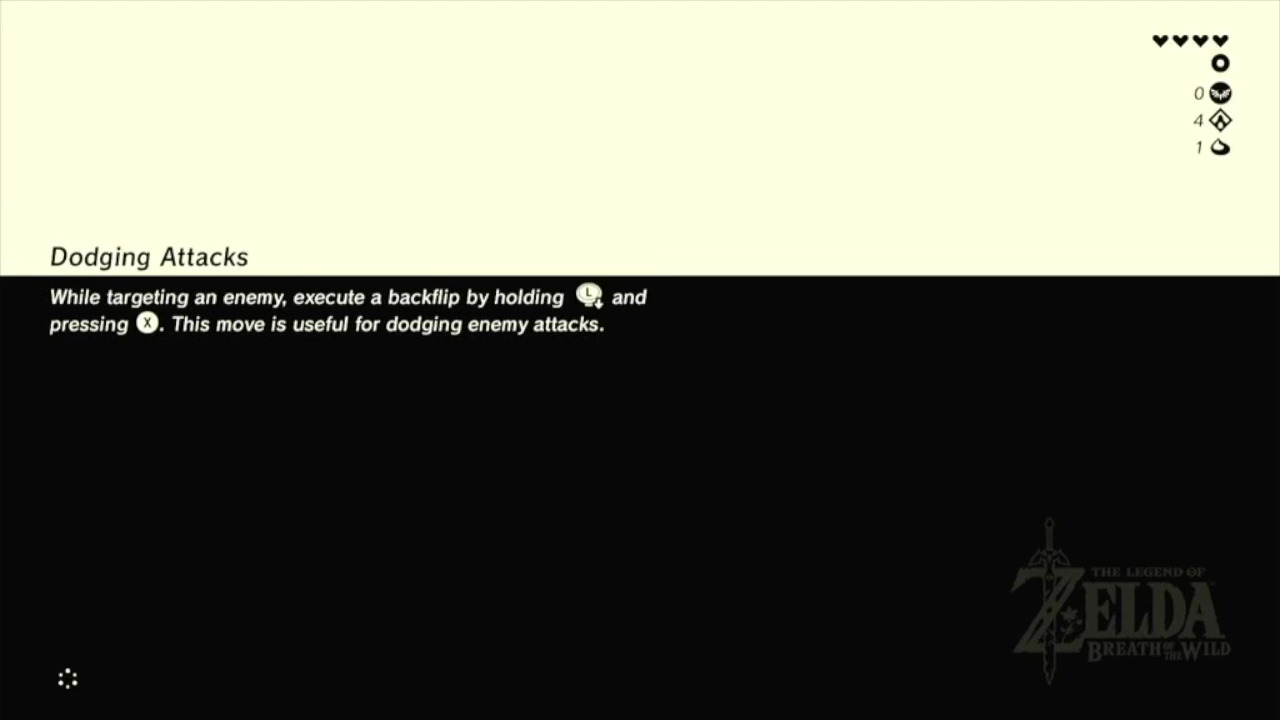 0
4
1
Dodging Attacks
While targeting an enemy, execute a backflip by holding L and
pressing X. This move is useful for dodging enemy attacks.
THE LEGEND OF
ZELDA
BREATH OF THE WILD